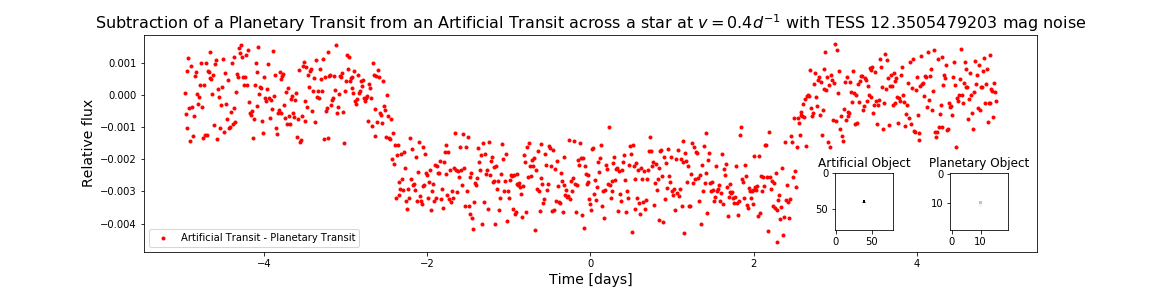 Subtraction of a Planetary Transit from an Artificial Transit across a star at v = 0.4d⁻¹ with TESS 12.3505479203 mag noise
Relative flux
0.001
0.000
−0.001
−0.002
−0.003
−0.004
Artificial Transit - Planetary Transit
Artificial Object
0
50
0 50
Planetary Object
0
10
0 10
−4 −2 0 2 4
Time [days]